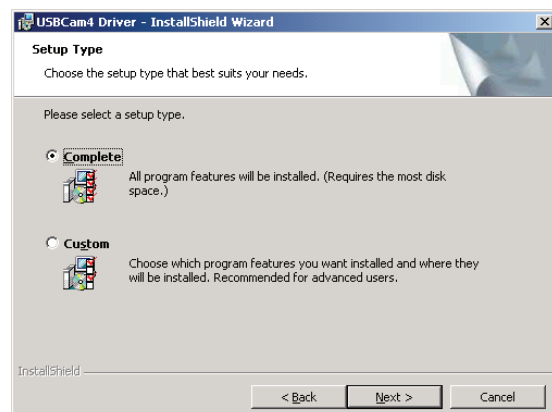 USBCam4 Driver - InstallShield Wizard
Setup Type
Choose the setup type that best suits your needs.
Please select a setup type.
Complete
All program features will be installed. (Requires the most disk
space.)
Custom
Choose which program features you want installed and where they
will be installed. Recommended for advanced users.
InstallShield
< Back Next > Cancel